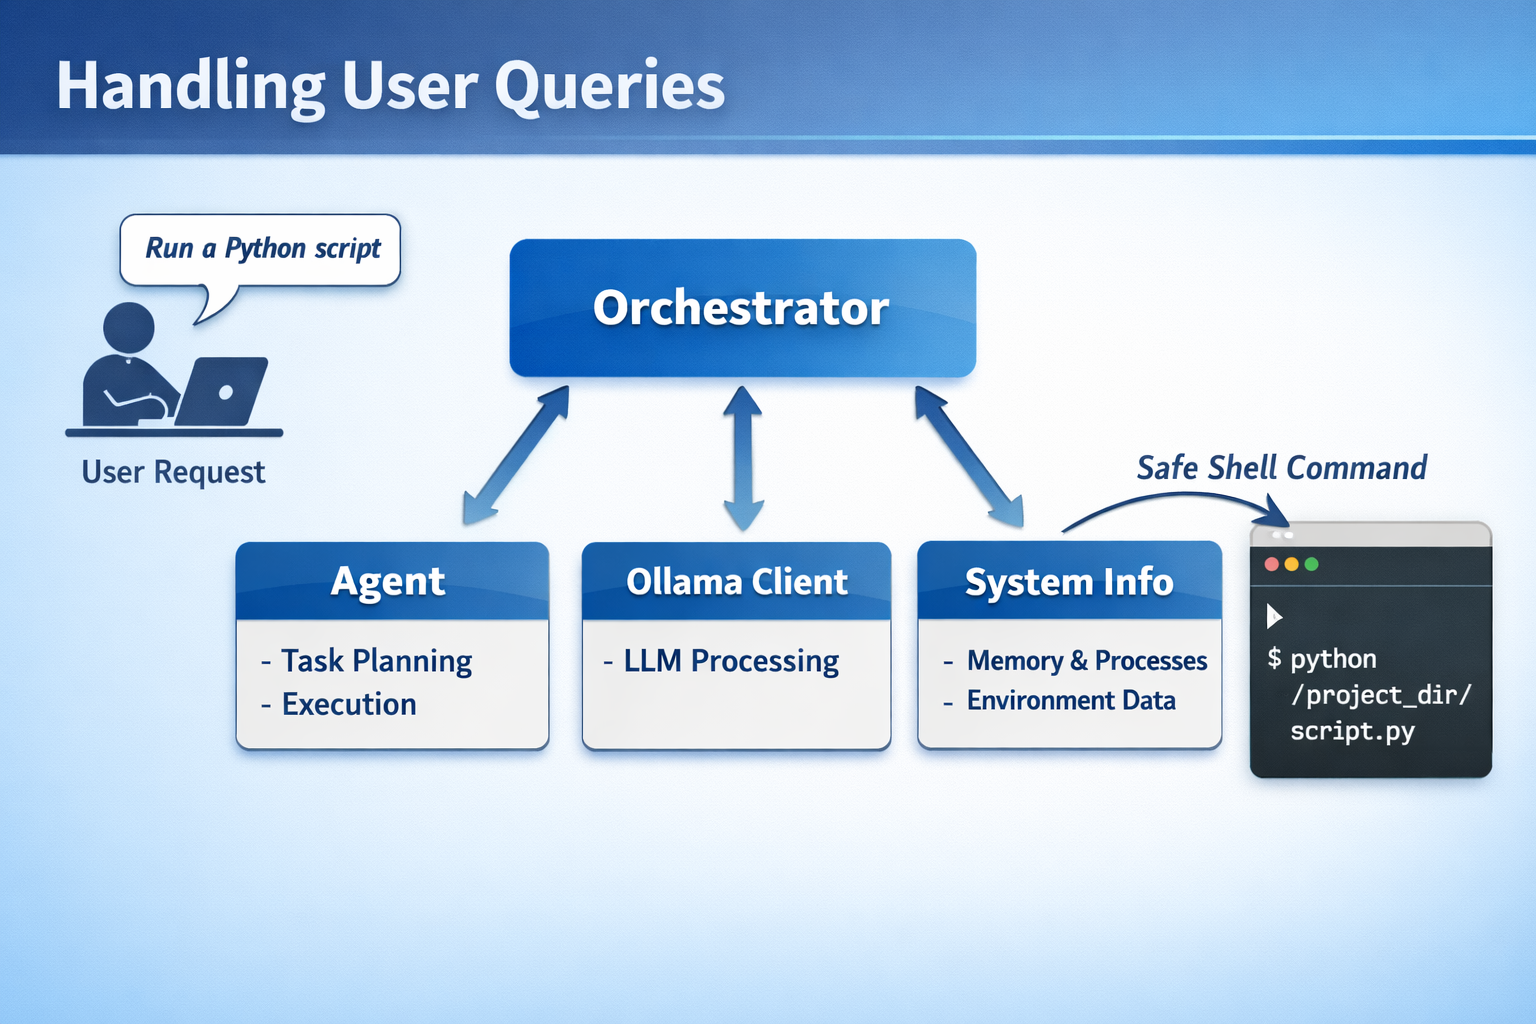 Handling User Queries
Run a Python script
User Request
Orchestrator
Safe Shell Command
Agent
- Task Planning
- Execution
Ollama Client
- LLM Processing
System Info
- Memory & Processes
- Environment Data
$ python
/project_dir/
script.py